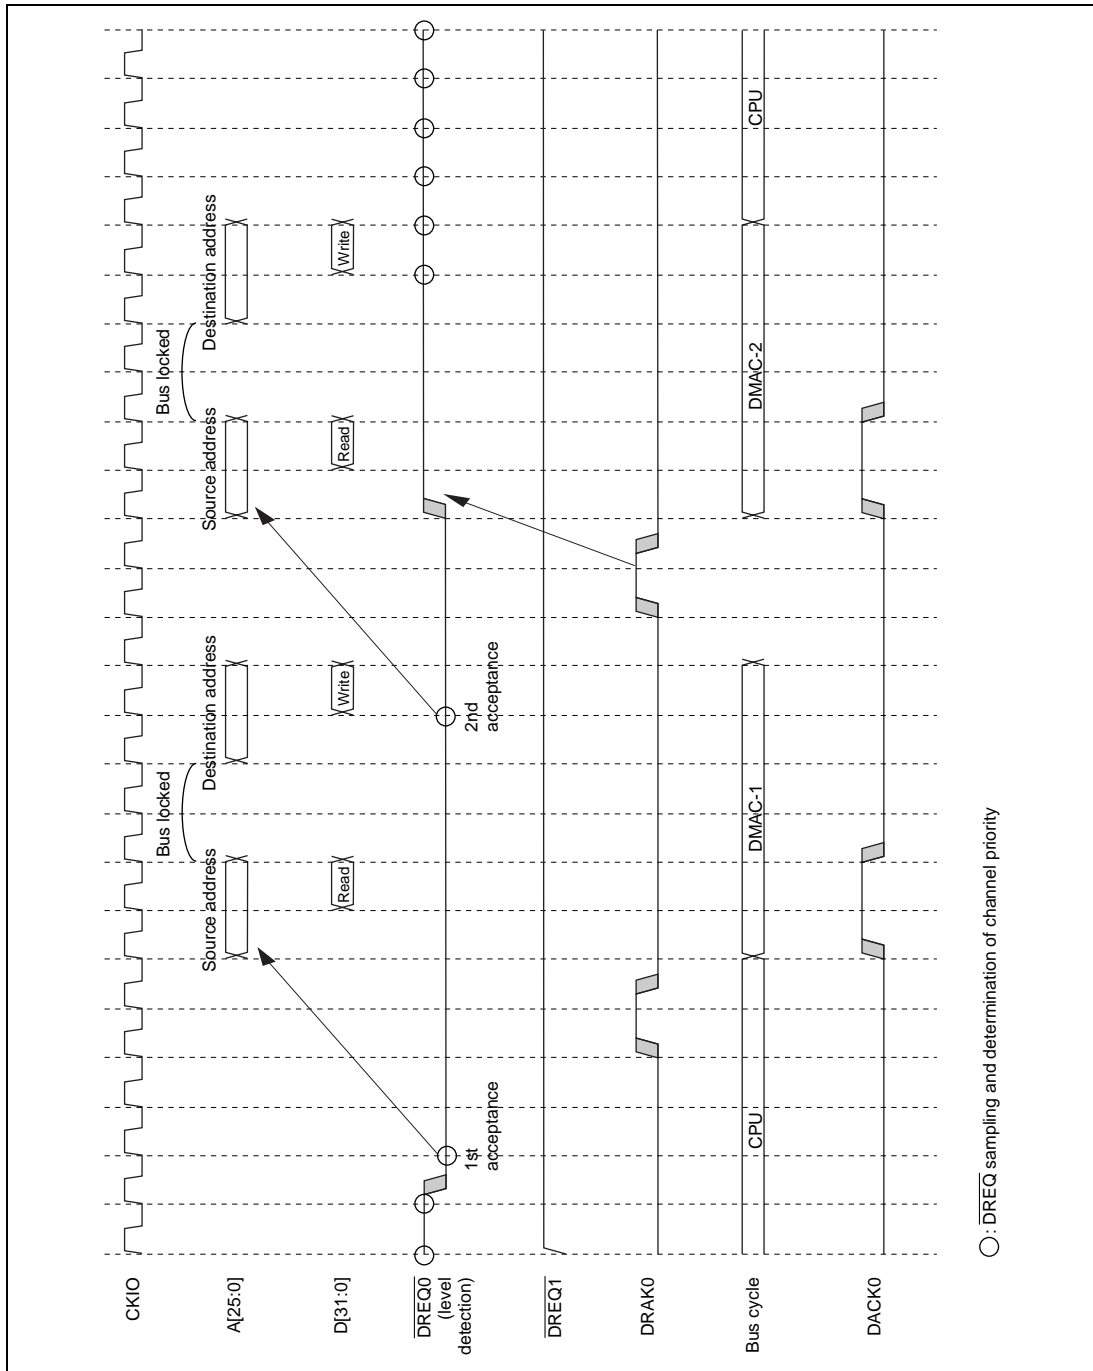 CKIO
Bus locked
Bus locked
Source address
Destination address
Source address
Destination address
A[25:0]
D[31:0]
Read
Write
Read
Write
DREQ0
(level
detection)
1st
acceptance
2nd
acceptance
DREQ1
DRAK0
Bus cycle
CPU
DMAC-1
DMAC-2
CPU
DACK0
: DREQ sampling and determination of channel priority